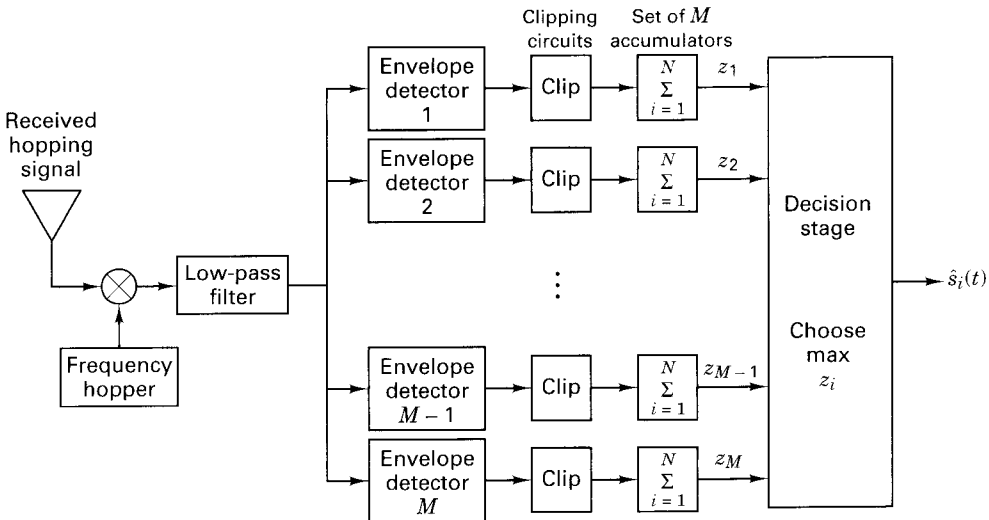 Clipping
circuits
Set of M
accumulators
Received
hopping
signal
Envelope
detector
1
Clip
N
Σ
i = 1
z₁
Envelope
detector
2
Clip
N
Σ
i = 1
z₂
Decision
stage
Low-pass
filter
⋮
ŝᵢ(t)
Choose
max
zᵢ
Frequency
hopper
Envelope
detector
M − 1
Clip
N
Σ
i = 1
z_{M−1}
Envelope
detector
M
Clip
N
Σ
i = 1
z_M